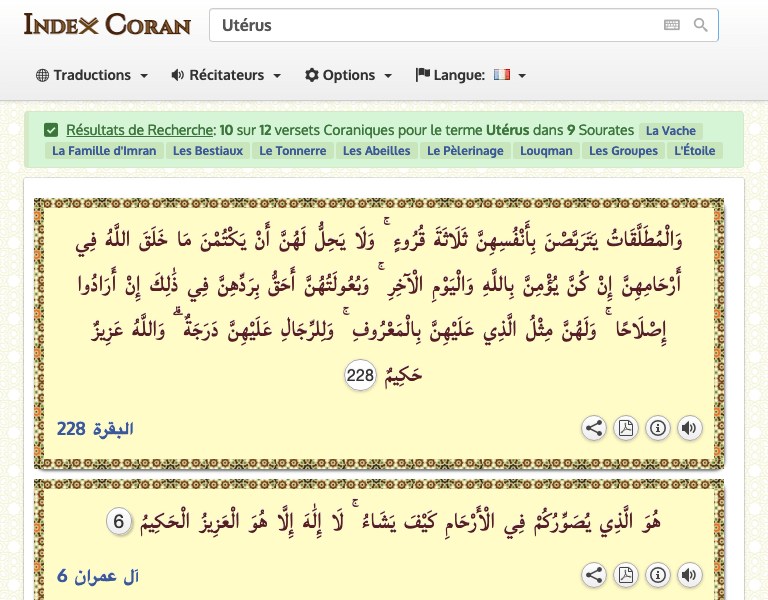 INDEX CORAN
Utérus
Traductions Récitateurs Options Langue:
Résultats de Recherche: 10 sur 12 versets Coraniques pour le terme Utérus dans 9 Sourates La Vache
La Famille d'Imran Les Bestiaux Le Tonnerre Les Abeilles Le Pèlerinage Louqman Les Groupes L'Étoile
وَالْمُطَلَّقَاتُ يَتَرَبَّصْنَ بِأَنْفُسِهِنَّ ثَلَاثَةَ قُرُوءٍ ۚ وَلَا يَحِلُّ لَهُنَّ أَنْ يَكْتُمْنَ مَا خَلَقَ اللَّهُ فِي
أَرْحَامِهِنَّ إِنْ كُنَّ يُؤْمِنَّ بِاللَّهِ وَالْيَوْمِ الْآخِرِ ۚ وَبُعُولَتُهُنَّ أَحَقُّ بِرَدِّهِنَّ فِي ذَٰلِكَ إِنْ أَرَادُوا
إِصْلَاحًا ۚ وَلَهُنَّ مِثْلُ الَّذِي عَلَيْهِنَّ بِالْمَعْرُوفِ ۚ وَلِلرِّجَالِ عَلَيْهِنَّ دَرَجَةٌ ۗ وَاللَّهُ عَزِيزٌ
حَكِيمٌ 228
البقرة 228
هُوَ الَّذِي يُصَوِّرُكُمْ فِي الْأَرْحَامِ كَيْفَ يَشَاءُ ۚ لَا إِلَٰهَ إِلَّا هُوَ الْعَزِيزُ الْحَكِيمُ 6
آل عمران 6